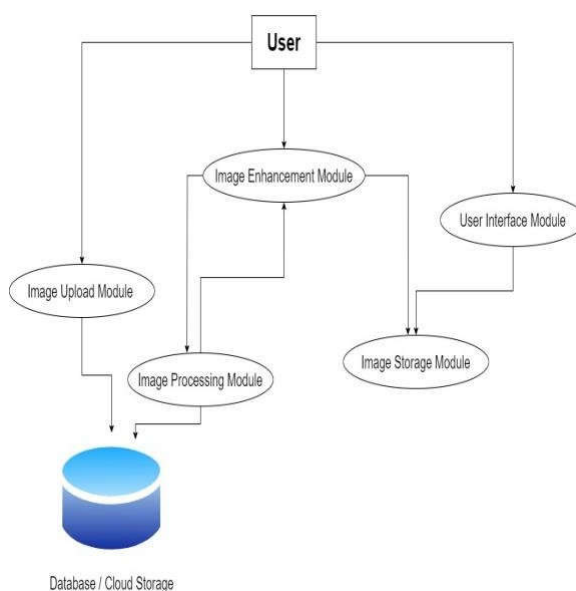 User
Image Enhancement Module
User Interface Module
Image Upload Module
Image Storage Module
Image Processing Module
Database / Cloud Storage